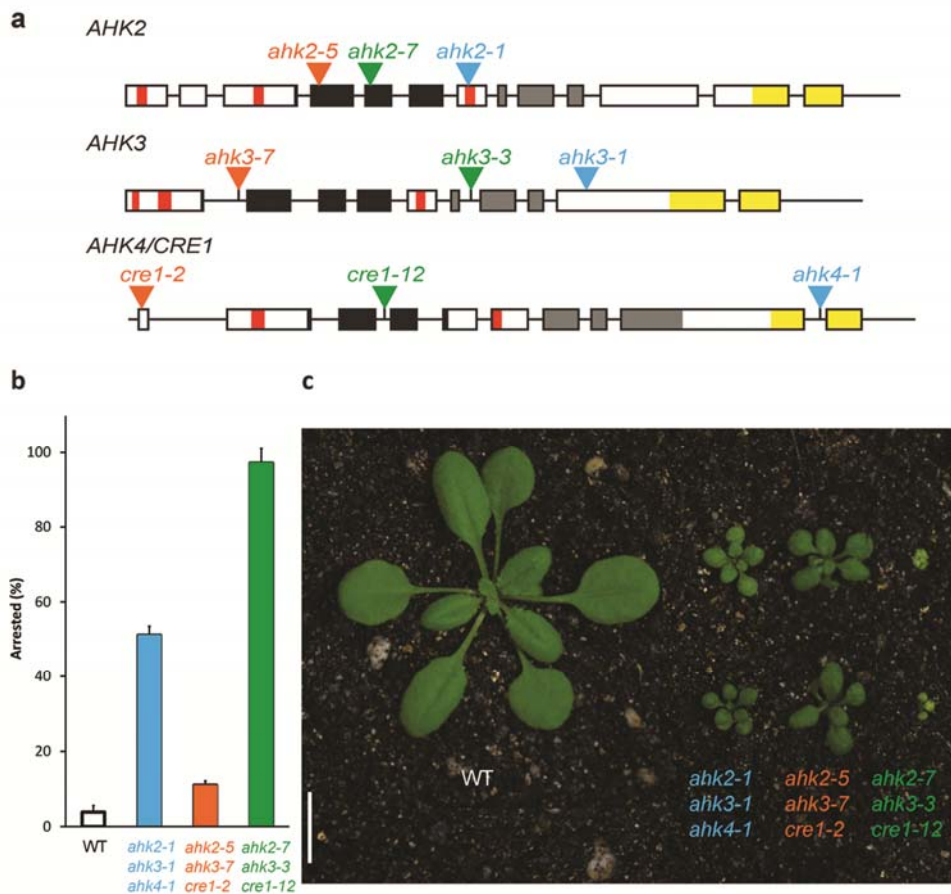 a
AHK2
ahk2-5 ahk2-7 ahk2-1
AHK3
ahk3-7 ahk3-3 ahk3-1
AHK4/CRE1
cre1-2 cre1-12 ahk4-1
b
100
80
60
40
20
0
Arrested (%)
WT ahk2-1 ahk2-5 ahk2-7
ahk3-1 ahk3-7 ahk3-3
ahk4-1 cre1-2 cre1-12
c
WT
ahk2-1 ahk2-5 ahk2-7
ahk3-1 ahk3-7 ahk3-3
ahk4-1 cre1-2 cre1-12